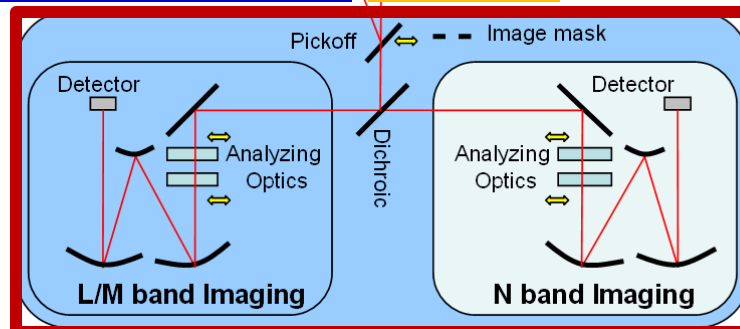 Pickoff
Image mask
Detector
Analyzing
Optics
Dichroic
Analyzing
Optics
Detector
L/M band Imaging
N band Imaging